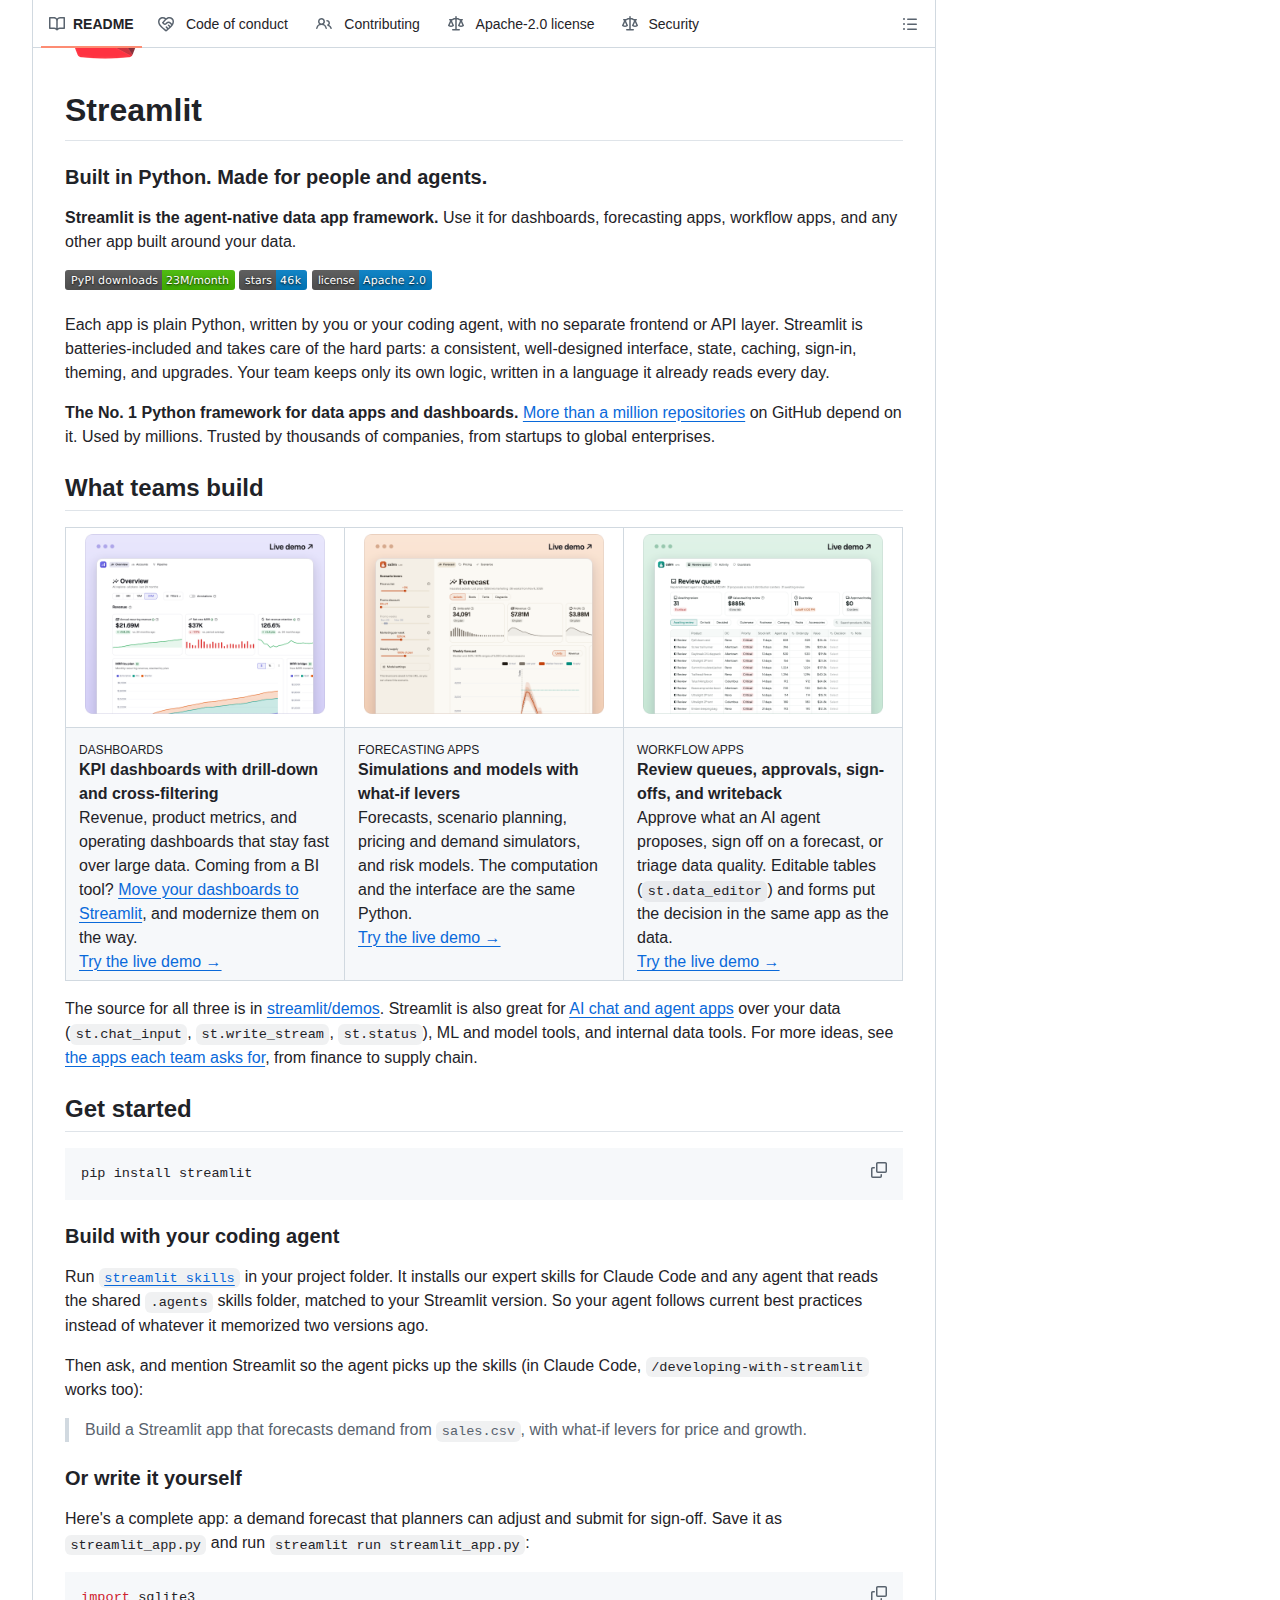 README
Code of conduct
Contributing
Apache-2.0 license
Security
Streamlit
Built in Python. Made for people and agents.
Streamlit is the agent-native data app framework. Use it for dashboards, forecasting apps, workflow apps, and any
other app built around your data.
PyPI downloads 23M/month
stars 46k
license Apache 2.0
Each app is plain Python, written by you or your coding agent, with no separate frontend or API layer. Streamlit is
batteries-included and takes care of the hard parts: a consistent, well-designed interface, state, caching, sign-in,
theming, and upgrades. Your team keeps only its own logic, written in a language it already reads every day.
The No. 1 Python framework for data apps and dashboards. More than a million repositories on GitHub depend on
it. Used by millions. Trusted by thousands of companies, from startups to global enterprises.
What teams build
Live demo ↗
Overview
$21.69M
$37K
125.6%
Live demo ↗
Forecast
34,091
$7.81M
$3.88M
Live demo ↗
Review queue
31
$885k
11
$0
DASHBOARDS
KPI dashboards with drill-down
and cross-filtering
Revenue, product metrics, and
operating dashboards that stay fast
over large data. Coming from a BI
tool? Move your dashboards to
Streamlit, and modernize them on
the way.
Try the live demo →
FORECASTING APPS
Simulations and models with
what-if levers
Forecasts, scenario planning,
pricing and demand simulators,
and risk models. The computation
and the interface are the same
Python.
Try the live demo →
WORKFLOW APPS
Review queues, approvals, sign-
offs, and writeback
Approve what an AI agent
proposes, sign off on a forecast, or
triage data quality. Editable tables
(st.data_editor) and forms put
the decision in the same app as the
data.
Try the live demo →
The source for all three is in streamlit/demos. Streamlit is also great for AI chat and agent apps over your data
(st.chat_input, st.write_stream, st.status), ML and model tools, and internal data tools. For more ideas, see
the apps each team asks for, from finance to supply chain.
Get started
pip install streamlit
Build with your coding agent
Run streamlit skills in your project folder. It installs our expert skills for Claude Code and any agent that reads
the shared .agents skills folder, matched to your Streamlit version. So your agent follows current best practices
instead of whatever it memorized two versions ago.
Then ask, and mention Streamlit so the agent picks up the skills (in Claude Code, /developing-with-streamlit
works too):
Build a Streamlit app that forecasts demand from sales.csv, with what-if levers for price and growth.
Or write it yourself
Here's a complete app: a demand forecast that planners can adjust and submit for sign-off. Save it as
streamlit_app.py and run streamlit run streamlit_app.py:
import sqlite3